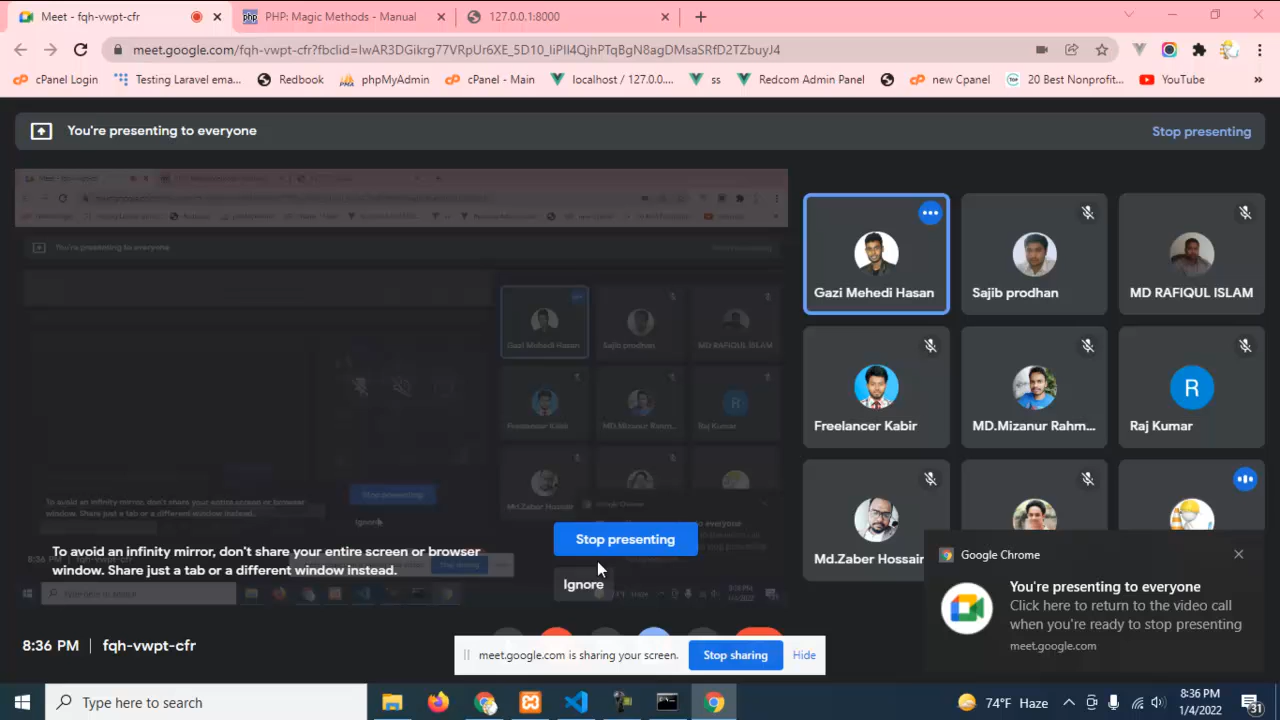 Meet - fqh-vwpt-cfr
PHP: Magic Methods - Manual
127.0.0.1:8000
meet.google.com/fqh-vwpt-cfr?fbclid=IwAR3DGikrg77VRpUr6XE_5D10_liPIl4QjhPTqBgN8agDMsaSRfD2TZbuyJ4
cPanel Login
Testing Laravel ema...
Redbook
phpMyAdmin
cPanel - Main
localhost / 127.0.0....
ss
Redcom Admin Panel
new Cpanel
20 Best Nonprofit...
YouTube
You're presenting to everyone
Stop presenting
Gazi Mehedi Hasan
Sajib prodhan
MD RAFIQUL ISLAM
Freelancer Kabir
MD.Mizanur Rahm...
R
Raj Kumar
Md.Zaber Hossain
To avoid an infinity mirror, don't share your entire screen or browser
window. Share just a tab or a different window instead.
Stop presenting
Ignore
Google Chrome
You're presenting to everyone
Click here to return to the video call
when you're ready to stop presenting
meet.google.com
8:36 PM | fqh-vwpt-cfr
meet.google.com is sharing your screen.
Stop sharing
Hide
Type here to search
74°F Haze
8:36 PM
1/4/2022
31